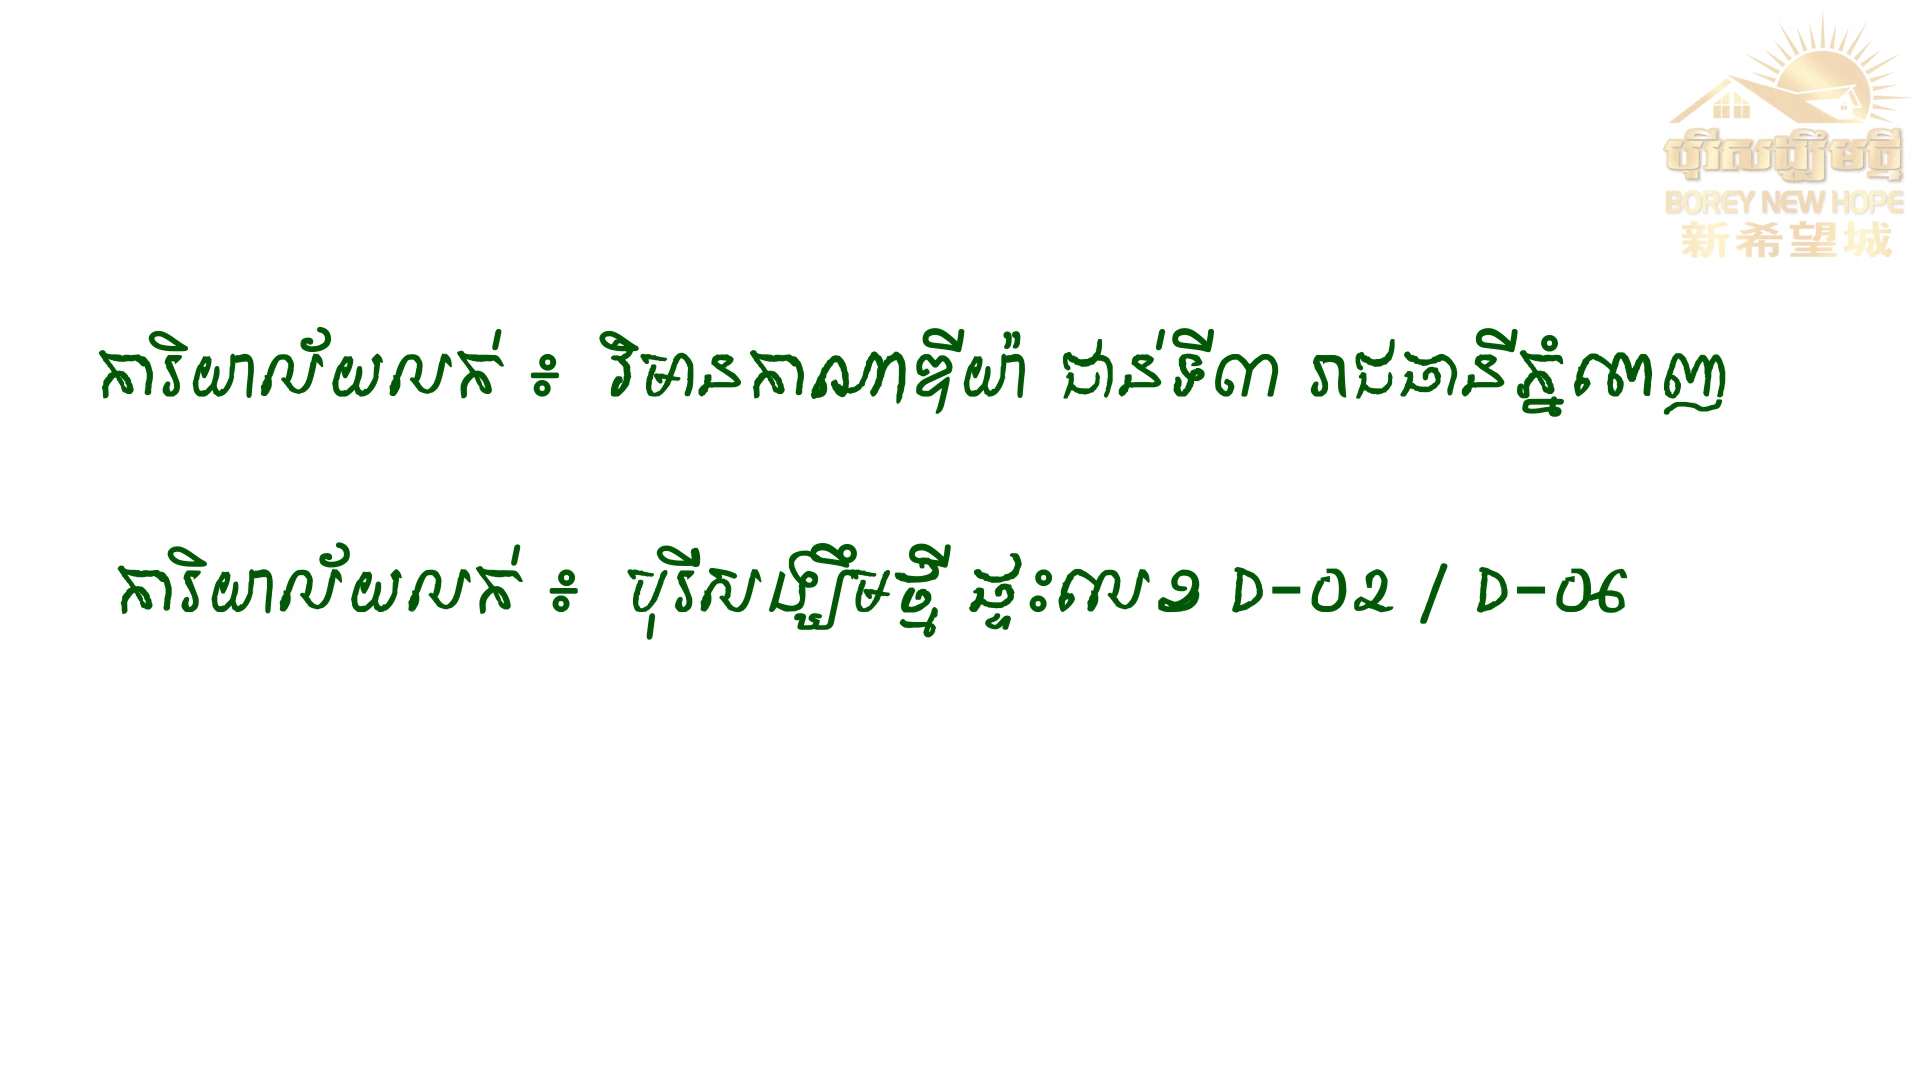 បុរីសង្ឃឹមថ្មី
BOREY NEW HOPE
新希望城
ការិយាល័យលក់ ៖ វិមានកាណាឌីយ៉ា ជាន់ទី៣ រាជធានីភ្នំពេញ
ការិយាល័យលក់ ៖ បុរីសង្ឃឹមថ្មី ផ្ទះលេខ D-02 / D-06